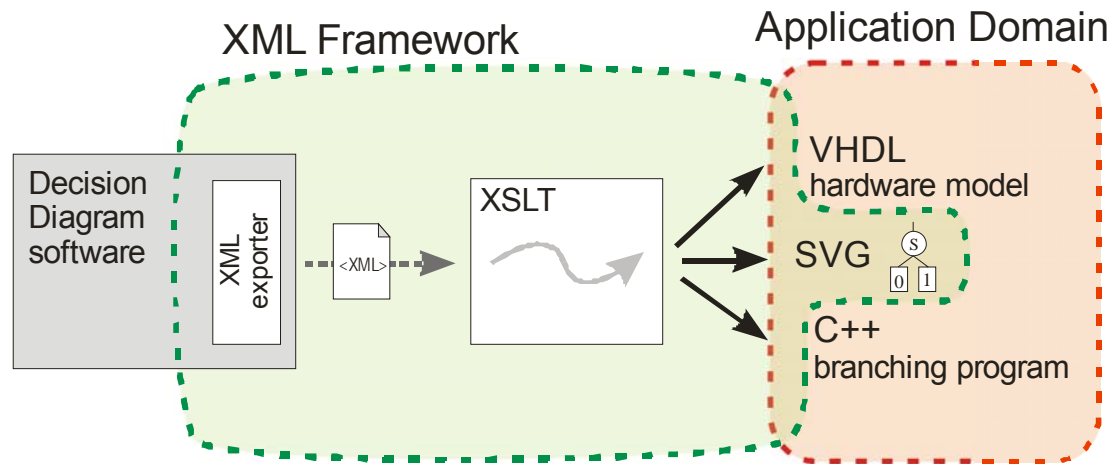 XML Framework
Application Domain
Decision
Diagram
software
XML
exporter
<XML>
XSLT
VHDL
hardware model
SVG
S
0 1
C++
branching program